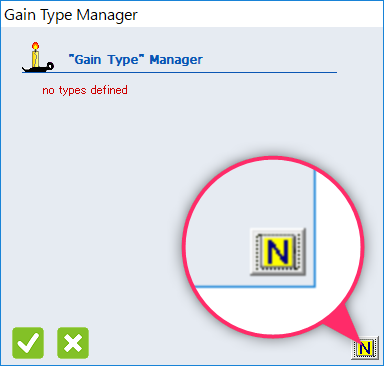 Gain Type Manager
"Gain Type" Manager
no types defined
N
N